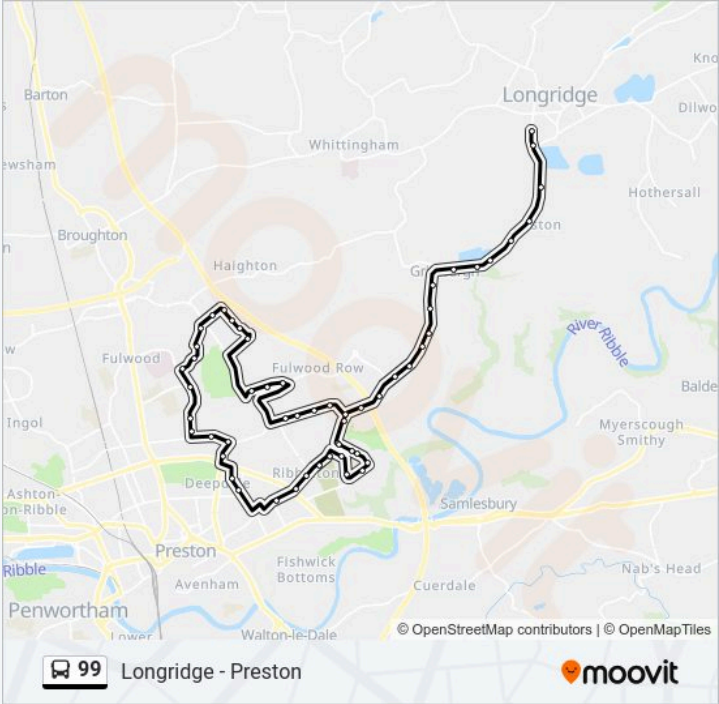 Kno
Barton
Longridge
Dilwo
Whittingham
ewsham
Hothersall
ston
Broughton
n
Haighton
River Ribble
w
Fulwood
Fulwood Row
Balde
Ingol
Myerscough
Smithy
Ashton-
on-Ribble
Deepdale
Ribbleton
Samlesbury
Preston
Fishwick
Bottoms
Nab's Head
Ribble
Avenham
Cuerdale
Penwortham
Lower
Walton-le-Dale
© OpenStreetMap contributors | © OpenMapTiles
99 Longridge - Preston
moovit